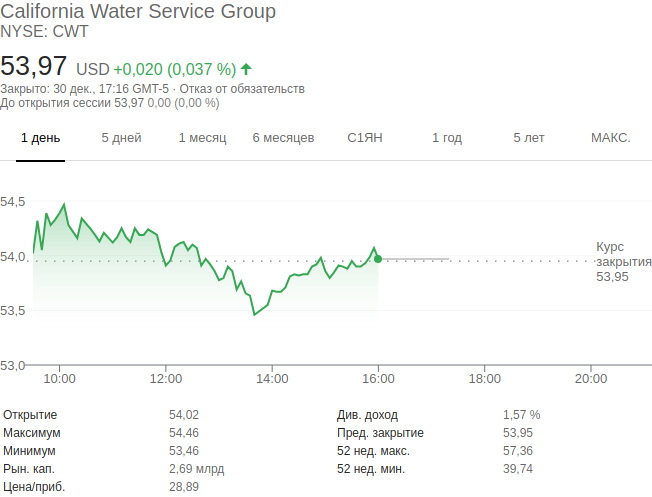 California Water Service Group
NYSE: CWT
53,97 USD +0,020 (0,037 %)
Закрыто: 30 дек., 17:16 GMT-5 · Отказ от обязательств
До открытия сессии 53,97 0,00 (0,00 %)
1 день 5 дней 1 месяц 6 месяцев С1ЯН 1 год 5 лет МАКС.
54,5
54,0
53,5
53,0
Курс
закрытия
53,95
10:00 12:00 14:00 16:00 18:00 20:00
Открытие 54,02
Максимум 54,46
Минимум 53,46
Рын. кап. 2,69 млрд
Цена/приб. 28,89
Див. доход 1,57 %
Пред. закрытие 53,95
52 нед. макс. 57,36
52 нед. мин. 39,74